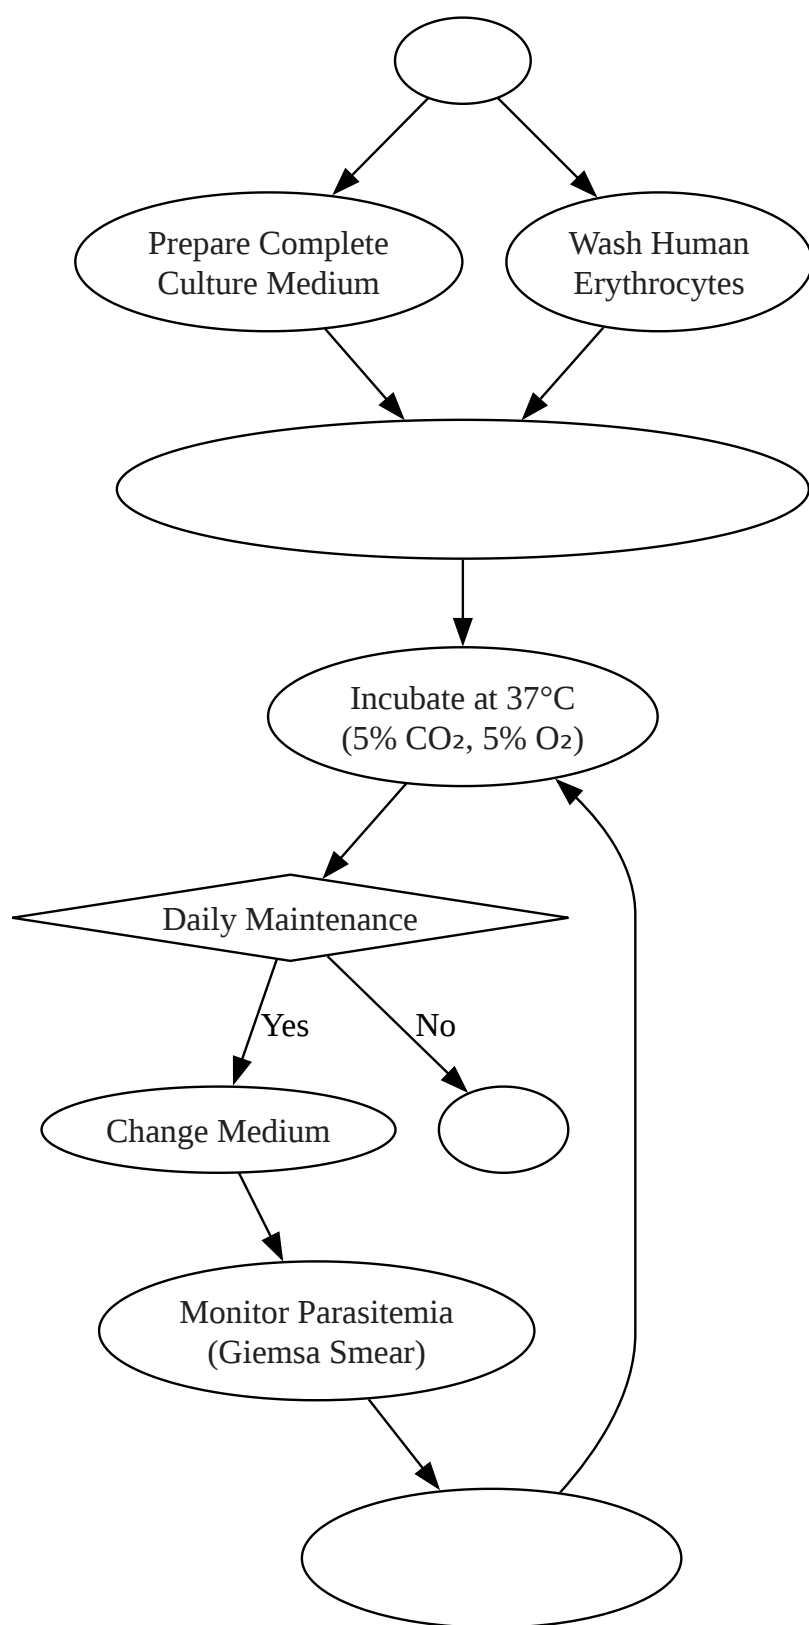 Prepare Complete
Culture Medium
Wash Human
Erythrocytes
Incubate at 37°C
(5% CO₂, 5% O₂)
Daily Maintenance
Yes
No
Change Medium
Monitor Parasitemia
(Giemsa Smear)